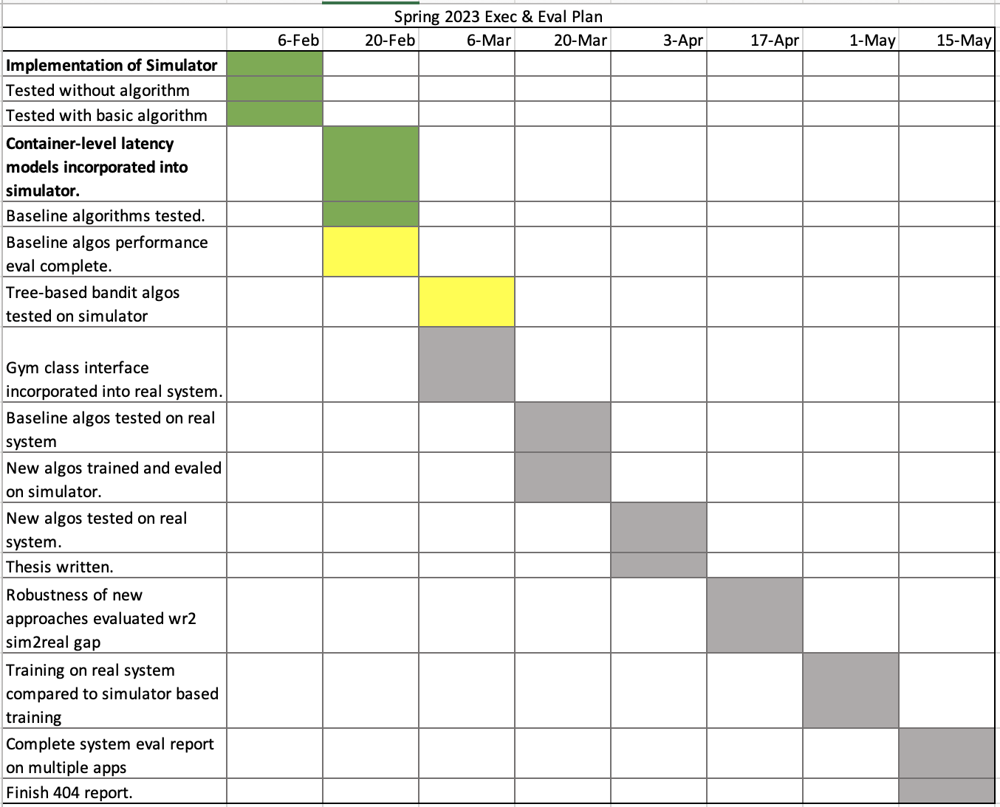 Spring 2023 Exec & Eval Plan
6-Feb 20-Feb 6-Mar 20-Mar 3-Apr 17-Apr 1-May 15-May
Implementation of Simulator
Tested without algorithm
Tested with basic algorithm
Container-level latency
models incorporated into
simulator.
Baseline algorithms tested.
Baseline algos performance
eval complete.
Tree-based bandit algos
tested on simulator
Gym class interface
incorporated into real system.
Baseline algos tested on real
system
New algos trained and evaled
on simulator.
New algos tested on real
system.
Thesis written.
Robustness of new
approaches evaluated wr2
sim2real gap
Training on real system
compared to simulator based
training
Complete system eval report
on multiple apps
Finish 404 report.